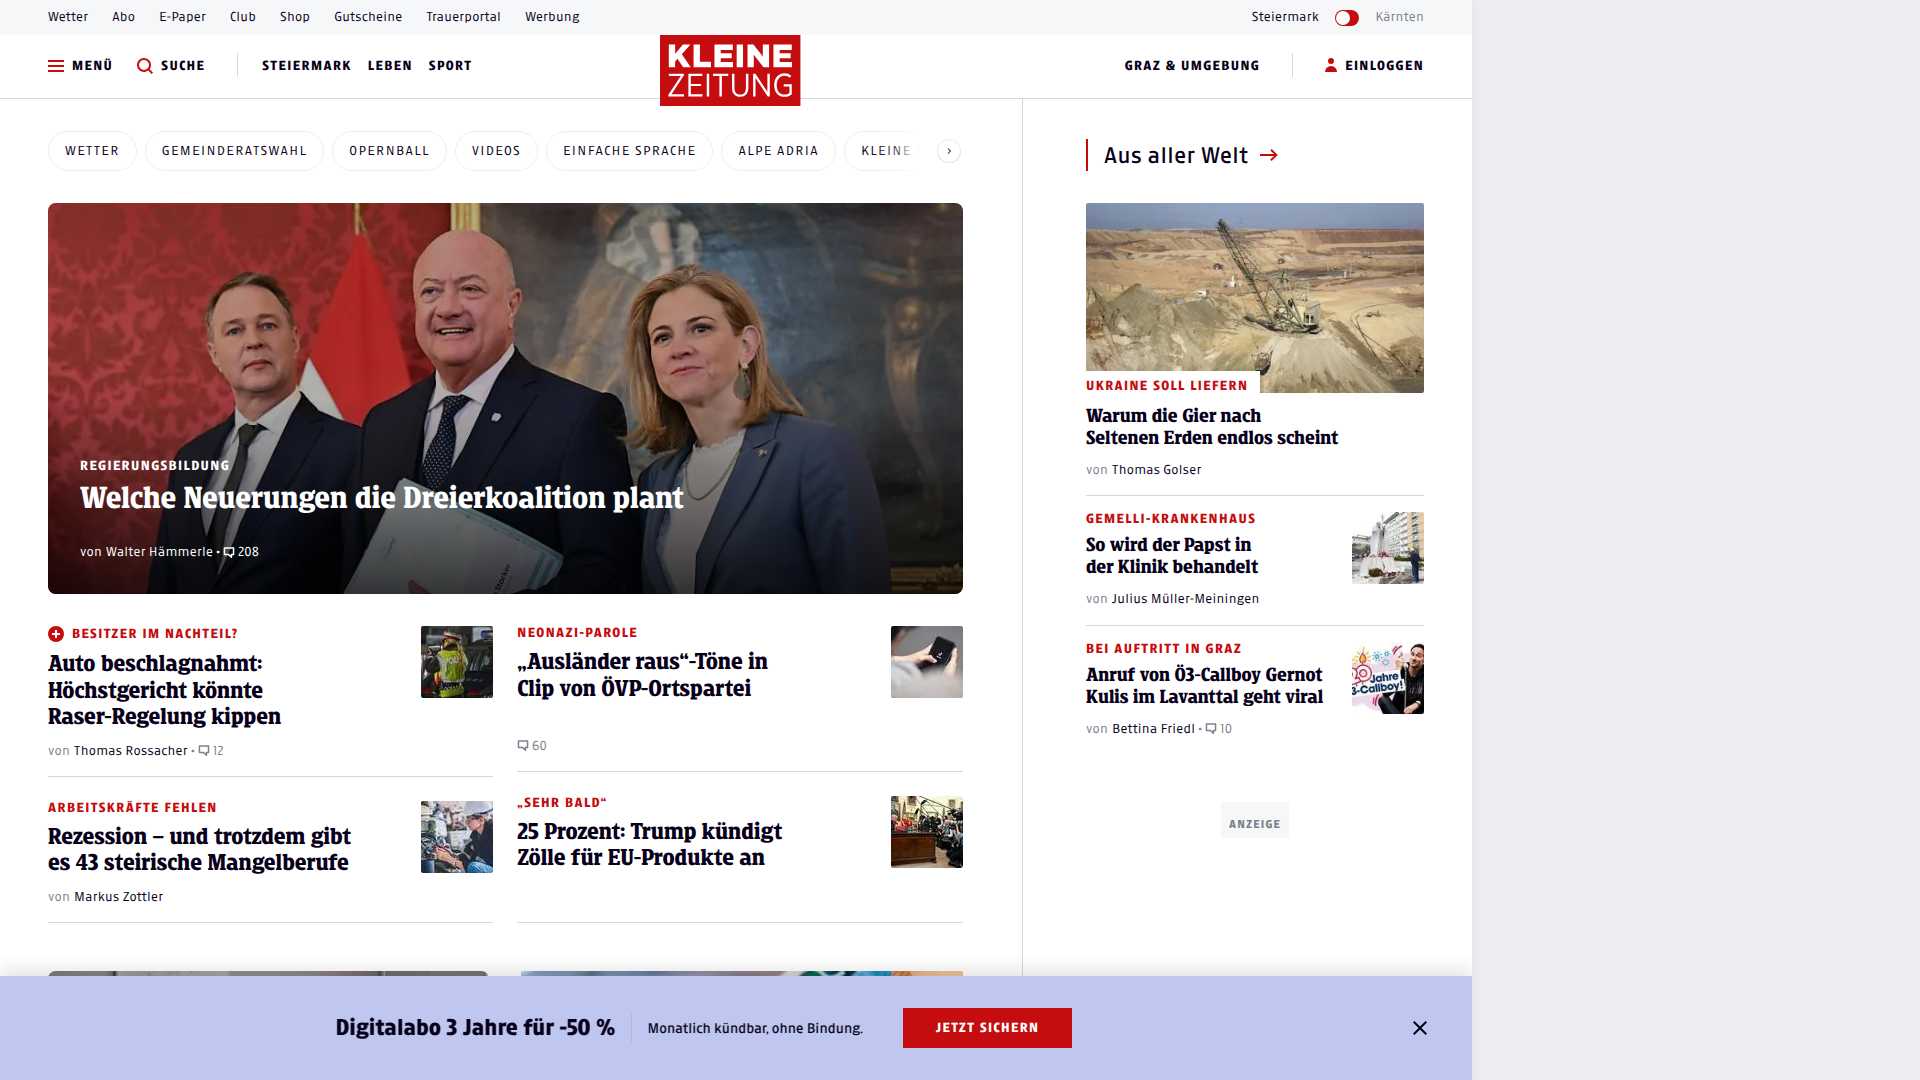 Wetter Abo E-Paper Club Shop Gutscheine Trauerportal Werbung Steiermark Kärnten
MENÜ SUCHE STEIERMARK LEBEN SPORT KLEINE ZEITUNG GRAZ & UMGEBUNG EINLOGGEN
WETTER GEMEINDERATSWAHL OPERNBALL VIDEOS EINFACHE SPRACHE ALPE ADRIA KLEINE
REGIERUNGSBILDUNG
Welche Neuerungen die Dreierkoalition plant
von Walter Hämmerle • 208
BESITZER IM NACHTEIL?
Auto beschlagnahmt:
Höchstgericht könnte
Raser-Regelung kippen
von Thomas Rossacher • 12
NEONAZI-PAROLE
„Ausländer raus“-Töne in
Clip von ÖVP-Ortspartei
60
ARBEITSKRÄFTE FEHLEN
Rezession – und trotzdem gibt
es 43 steirische Mangelberufe
von Markus Zottler
„SEHR BALD“
25 Prozent: Trump kündigt
Zölle für EU-Produkte an
Aus aller Welt
UKRAINE SOLL LIEFERN
Warum die Gier nach
Seltenen Erden endlos scheint
von Thomas Golser
GEMELLI-KRANKENHAUS
So wird der Papst in
der Klinik behandelt
von Julius Müller-Meiningen
BEI AUFTRITT IN GRAZ
Anruf von Ö3-Callboy Gernot
Kulis im Lavanttal geht viral
von Bettina Friedl • 10
Jahre
3-Callboy!
ANZEIGE
Digitalabo 3 Jahre für -50 % Monatlich kündbar, ohne Bindung. JETZT SICHERN